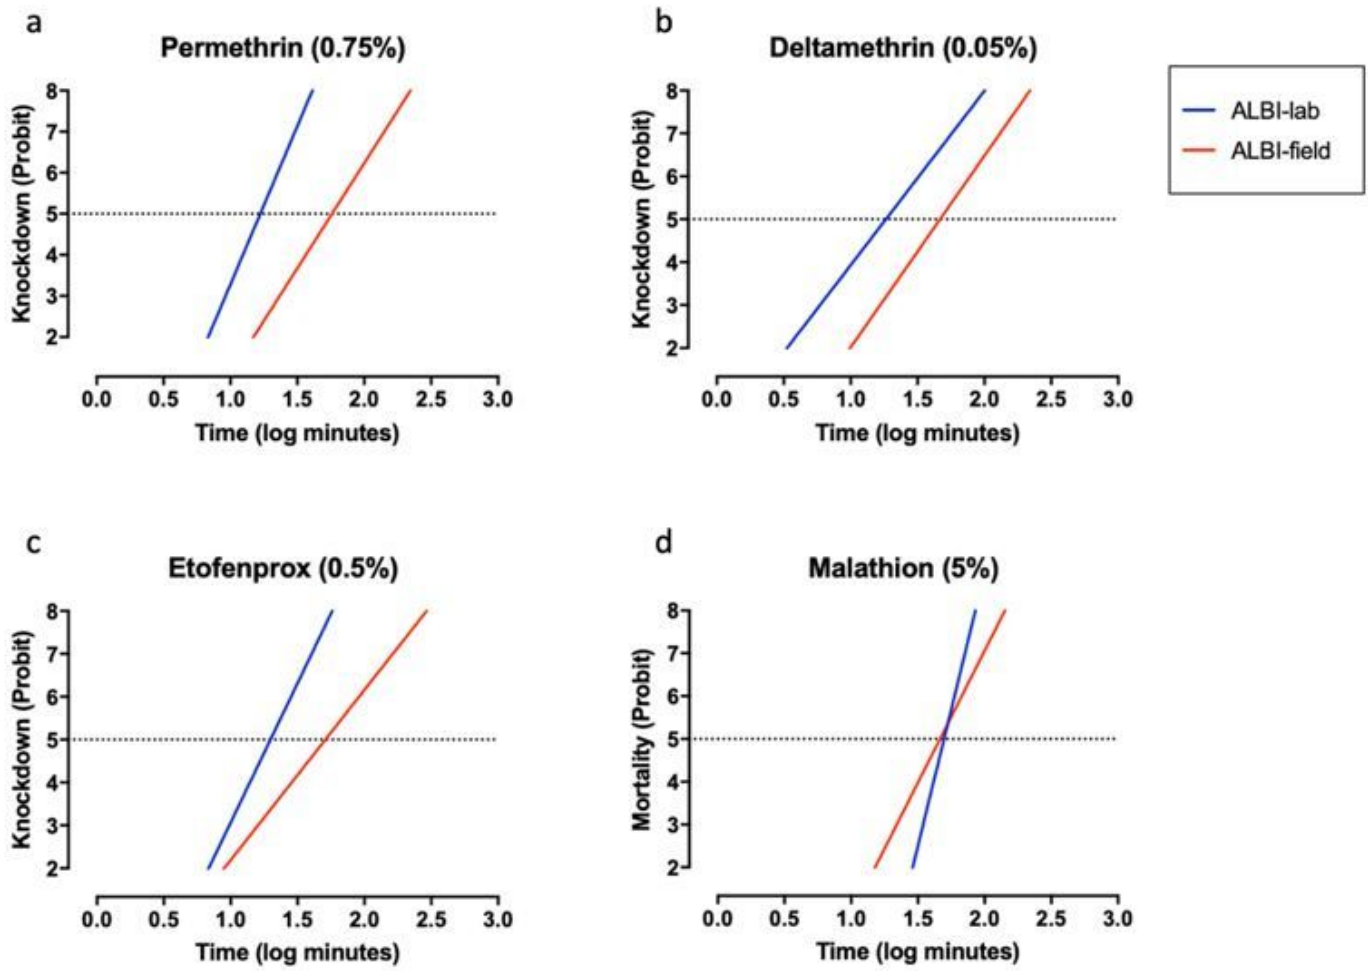 a
Permethrin (0.75%)
Knockdown (Probit)
8
7
6
5
4
3
2
0.0 0.5 1.0 1.5 2.0 2.5 3.0
Time (log minutes)
b
Deltamethrin (0.05%)
Knockdown (Probit)
8
7
6
5
4
3
2
0.0 0.5 1.0 1.5 2.0 2.5 3.0
Time (log minutes)
ALBI-lab
ALBI-field
c
Etofenprox (0.5%)
Knockdown (Probit)
8
7
6
5
4
3
2
0.0 0.5 1.0 1.5 2.0 2.5 3.0
Time (log minutes)
d
Malathion (5%)
Mortality (Probit)
8
7
6
5
4
3
2
0.0 0.5 1.0 1.5 2.0 2.5 3.0
Time (log minutes)